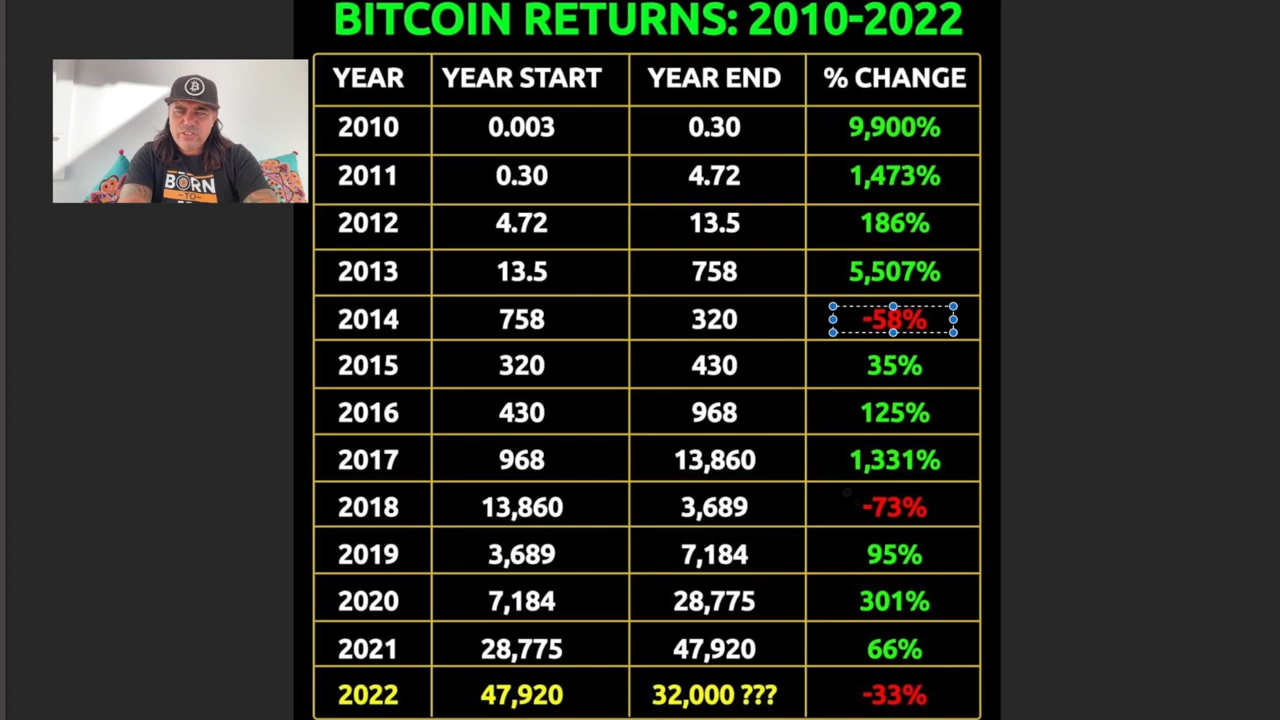 BITCOIN RETURNS: 2010-2022
YEAR YEAR START YEAR END % CHANGE
2010 0.003 0.30 9,900%
2011 0.30 4.72 1,473%
2012 4.72 13.5 186%
2013 13.5 758 5,507%
2014 758 320 -58%
2015 320 430 35%
2016 430 968 125%
2017 968 13,860 1,331%
2018 13,860 3,689 -73%
2019 3,689 7,184 95%
2020 7,184 28,775 301%
2021 28,775 47,920 66%
2022 47,920 32,000 ??? -33%
BORN
TO